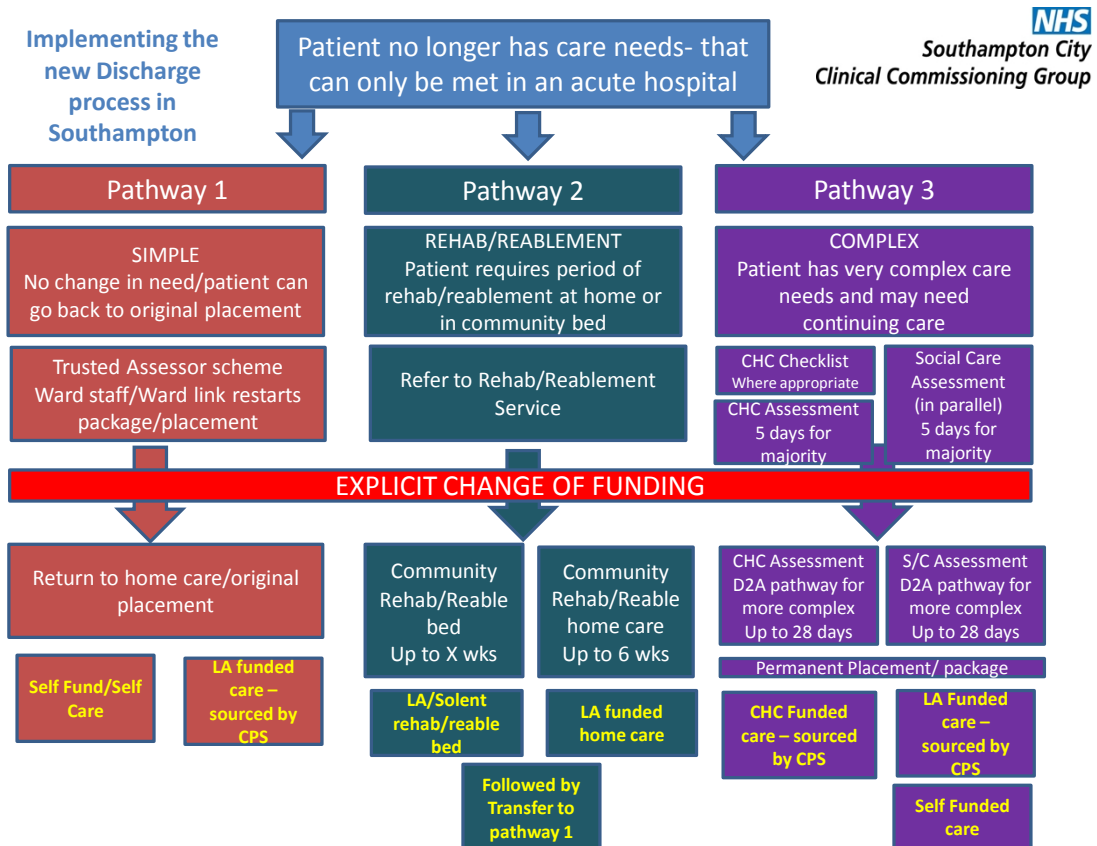 Implementing the
new Discharge
process in
Southampton
Patient no longer has care needs- that
can only be met in an acute hospital
NHS
Southampton City
Clinical Commissioning Group
Pathway 1
SIMPLE
No change in need/patient can
go back to original placement
Trusted Assessor scheme
Ward staff/Ward link restarts
package/placement
Pathway 2
REHAB/REABLEMENT
Patient requires period of
rehab/reablement at home or
in community bed
Refer to Rehab/Reablement
Service
Pathway 3
COMPLEX
Patient has very complex care
needs and may need
continuing care
CHC Checklist
Where appropriate
CHC Assessment
5 days for
majority
Social Care
Assessment
(in parallel)
5 days for
majority
EXPLICIT CHANGE OF FUNDING
Return to home care/original
placement
Self Fund/Self
Care
LA funded
care –
sourced by
CPS
Community
Rehab/Reable
bed
Up to X wks
Community
Rehab/Reable
home care
Up to 6 wks
LA/Solent
rehab/reable
bed
LA funded
home care
Followed by
Transfer to
pathway 1
CHC Assessment
D2A pathway for
more complex
Up to 28 days
S/C Assessment
D2A pathway for
more complex
Up to 28 days
Permanent Placement/ package
CHC Funded
care – sourced
by CPS
LA Funded
care –
sourced by
CPS
Self Funded
care